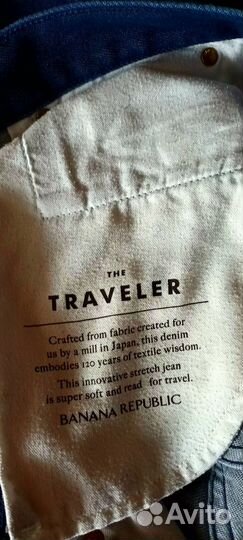 THE
TRAVELER
Crafted from fabric created for
us by a mill in Japan, this denim
embodies 120 years of textile wisdom.
This innovative stretch jean
is super soft and read for travel.
BANANA REPUBLIC
Avito